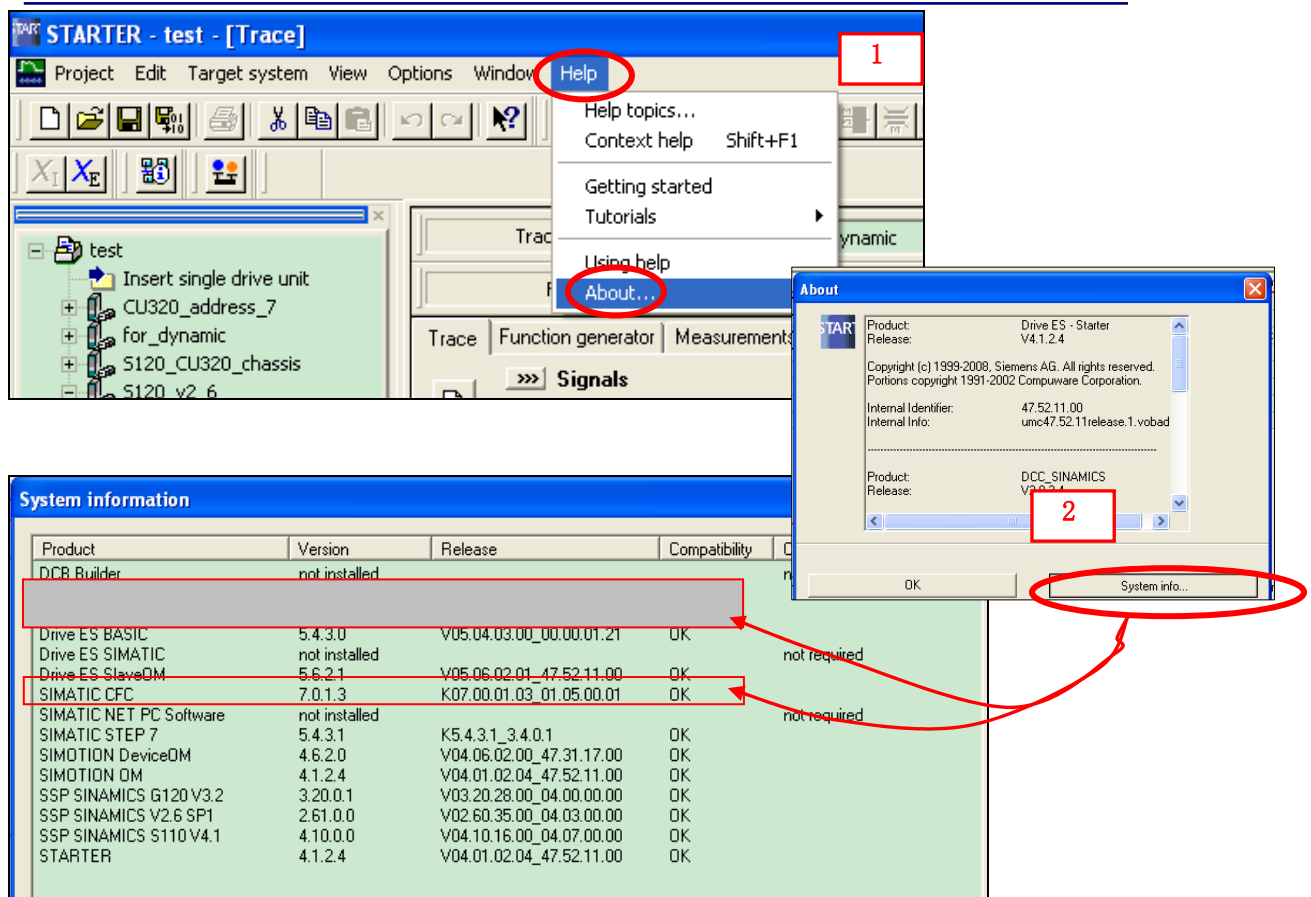 STARTER - test - [Trace]
1
Project Edit Target system View Options Window Help
Help topics...
Context help Shift+F1
Getting started
Tutorials
Using help
About...
test
Insert single drive unit
CU320_address_7
for_dynamic
S120_CU320_chassis
S120_v2_6
ynamic
Trace Function generator Measurements
Signals
About
Product: Drive ES - Starter
Release: V4.1.2.4
Copyright (c) 1999-2008, Siemens AG. All rights reserved.
Portions copyright 1991-2002 Compuware Corporation.
Internal Identifier: 47.52.11.00
Internal Info: umc47.52.11release.1.vobad
Product: DCC_SINAMICS
Release:
2
OK System info...
System information
Product Version Release Compatibility
DCB Builder not installed
Drive ES BASIC 5.4.3.0 V05.04.03.00_00.00.01.21 OK
Drive ES SIMATIC not installed not required
Drive ES SlaveOM 5.6.2.1 V05.06.02.01_47.52.11.00 OK
SIMATIC CFC 7.0.1.3 K07.00.01.03_01.05.00.01 OK
SIMATIC NET PC Software not installed not required
SIMATIC STEP 7 5.4.3.1 K5.4.3.1_3.4.0.1 OK
SIMOTION DeviceOM 4.6.2.0 V04.06.02.00_47.31.17.00 OK
SIMOTION OM 4.1.2.4 V04.01.02.04_47.52.11.00 OK
SSP SINAMICS G120 V3.2 3.20.0.1 V03.20.28.00_04.00.00.00 OK
SSP SINAMICS V2.6 SP1 2.61.0.0 V02.60.35.00_04.03.00.00 OK
SSP SINAMICS S110 V4.1 4.10.0.0 V04.10.16.00_04.07.00.00 OK
STARTER 4.1.2.4 V04.01.02.04_47.52.11.00 OK